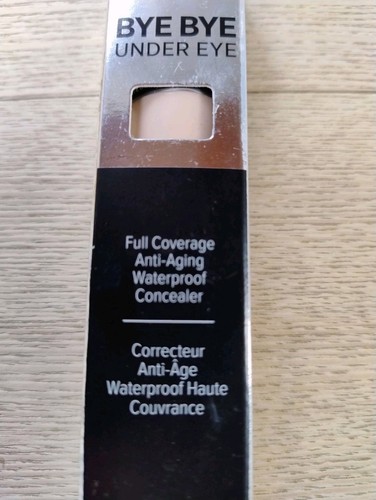 BYE BYE
UNDER EYE
Full Coverage
Anti-Aging
Waterproof
Concealer
Correcteur
Anti-Âge
Waterproof Haute
Couvrance